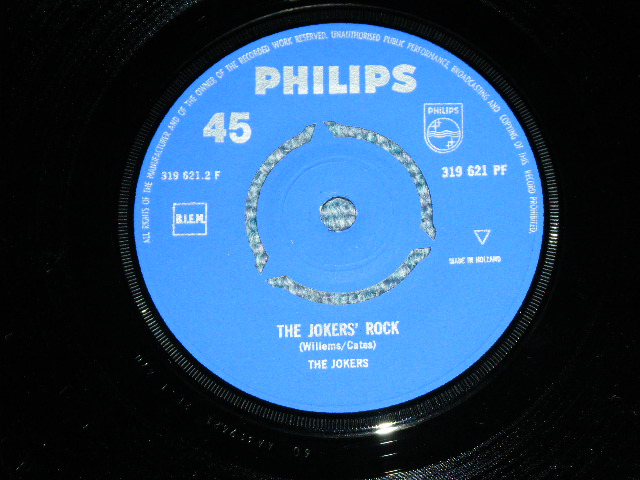 ALL RIGHTS OF THE MANUFACTURER AND OF THE OWNER OF THE RECORDED WORK RESERVED. UNAUTHORISED PUBLIC PERFORMANCE, BROADCASTING AND COPYING OF THIS RECORD PROHIBITED.
PHILIPS
45
PHILIPS
319 621.2 F
319 621 PF
B.I.E.M.
MADE IN HOLLAND
THE JOKERS' ROCK
(Willems/Cates)
THE JOKERS